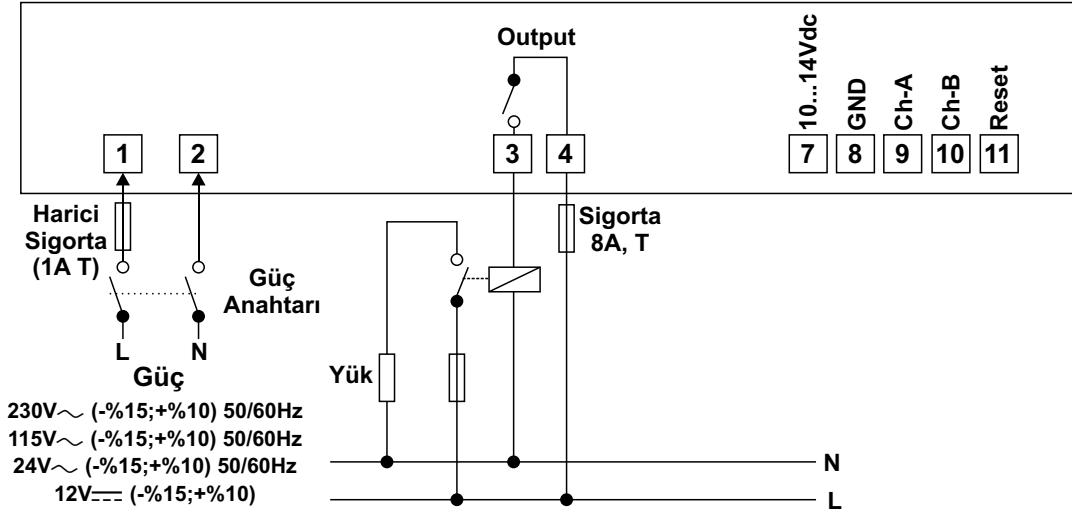 Output
10...14Vdc
GND
Ch-A
Ch-B
Reset
1
2
3
4
7
8
9
10
11
Harici
Sigorta
(1A T)
Güç
Anahtarı
Sigorta
8A, T
L
N
Güç
Yük
230V～ (-%15;+%10) 50/60Hz
115V～ (-%15;+%10) 50/60Hz
24V～ (-%15;+%10) 50/60Hz
12V⎓ (-%15;+%10)
N
L